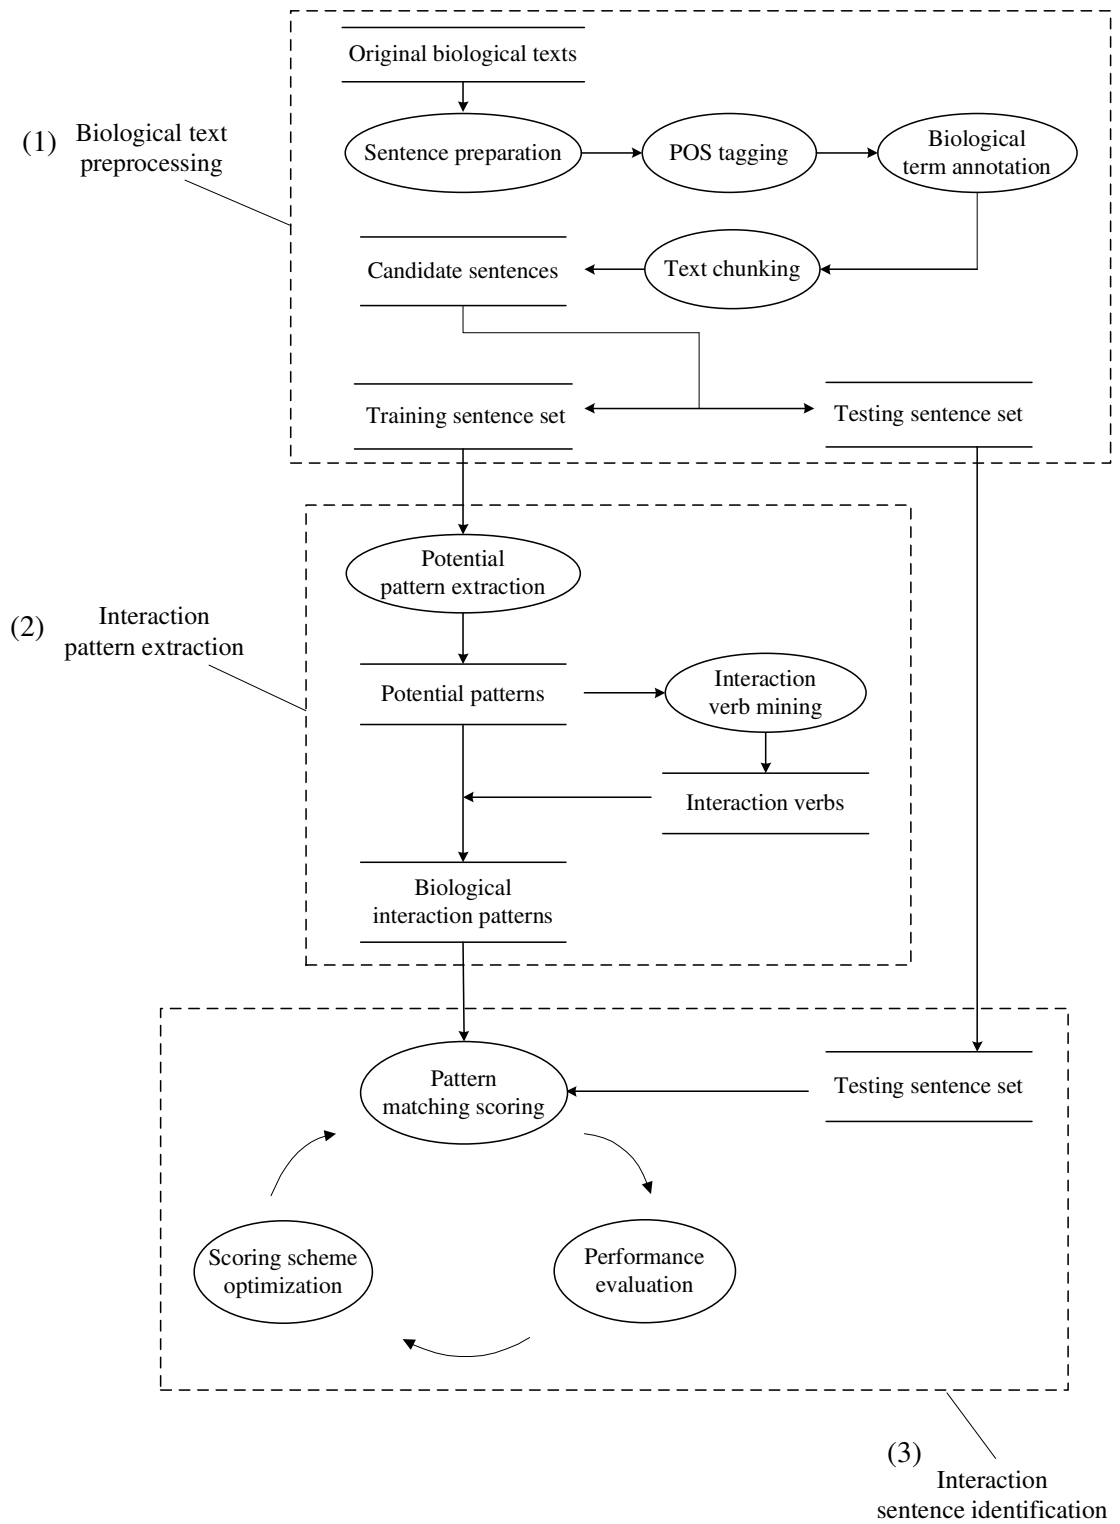 Original biological texts
(1) Biological text
preprocessing
Sentence preparation
POS tagging
Biological
term annotation
Candidate sentences
Text chunking
Training sentence set
Testing sentence set
Potential
pattern extraction
(2) Interaction
pattern extraction
Potential patterns
Interaction
verb mining
Interaction verbs
Biological
interaction patterns
Pattern
matching scoring
Testing sentence set
Scoring scheme
optimization
Performance
evaluation
(3)
Interaction
sentence identification